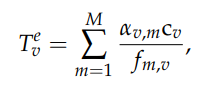 $T_v^e = \sum_{m=1}^{M} \frac{\alpha_{v,m} c_v}{f_{m,v}},$